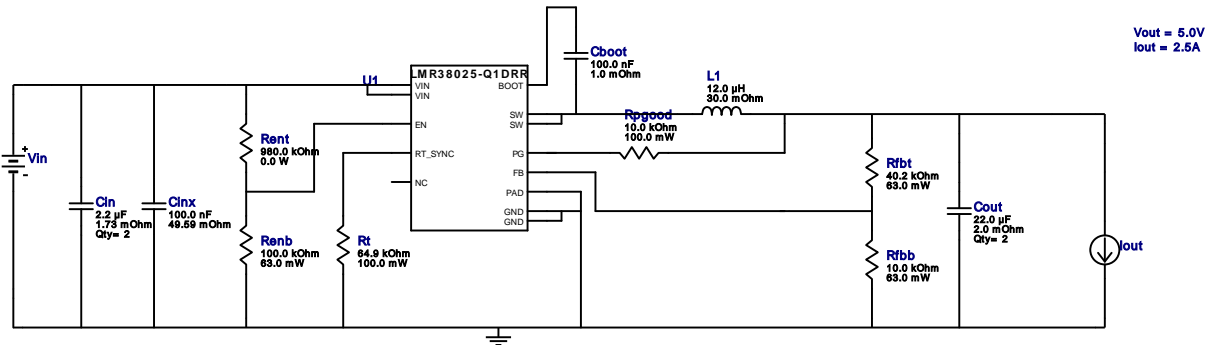 Vout = 5.0V
Iout = 2.5A
Cboot
100.0 nF
1.0 mOhm
U1
LMR38025-Q1DRR
VIN
VIN
EN
RT_SYNC
NC
BOOT
SW
SW
PG
FB
PAD
GND
GND
L1
12.0 µH
30.0 mOhm
Rpgood
10.0 kOhm
100.0 mW
Vin
+
-
Cin
2.2 µF
1.73 mOhm
Qty= 2
Cinx
100.0 nF
49.59 mOhm
Rent
980.0 kOhm
0.0 W
Renb
100.0 kOhm
63.0 mW
Rt
64.9 kOhm
100.0 mW
Rfbt
40.2 kOhm
63.0 mW
Rfbb
10.0 kOhm
63.0 mW
Cout
22.0 µF
2.0 mOhm
Qty= 2
Iout